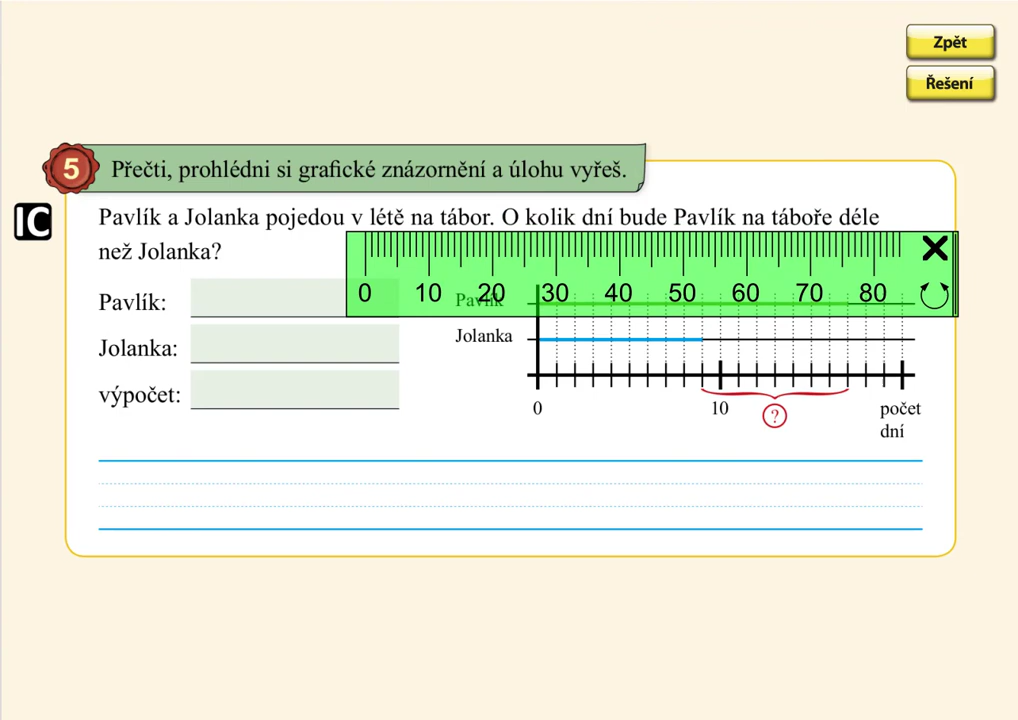 Zpět
Řešení
5 Přečti, prohlédni si grafické znázornění a úlohu vyřeš.
IC
Pavlík a Jolanka pojedou v létě na tábor. O kolik dní bude Pavlík na táboře déle
než Jolanka?
0 10 20 30 40 50 60 70 80
Pavlík:
Pavlík
Jolanka:
Jolanka
výpočet:
0 10 počet
dní
?